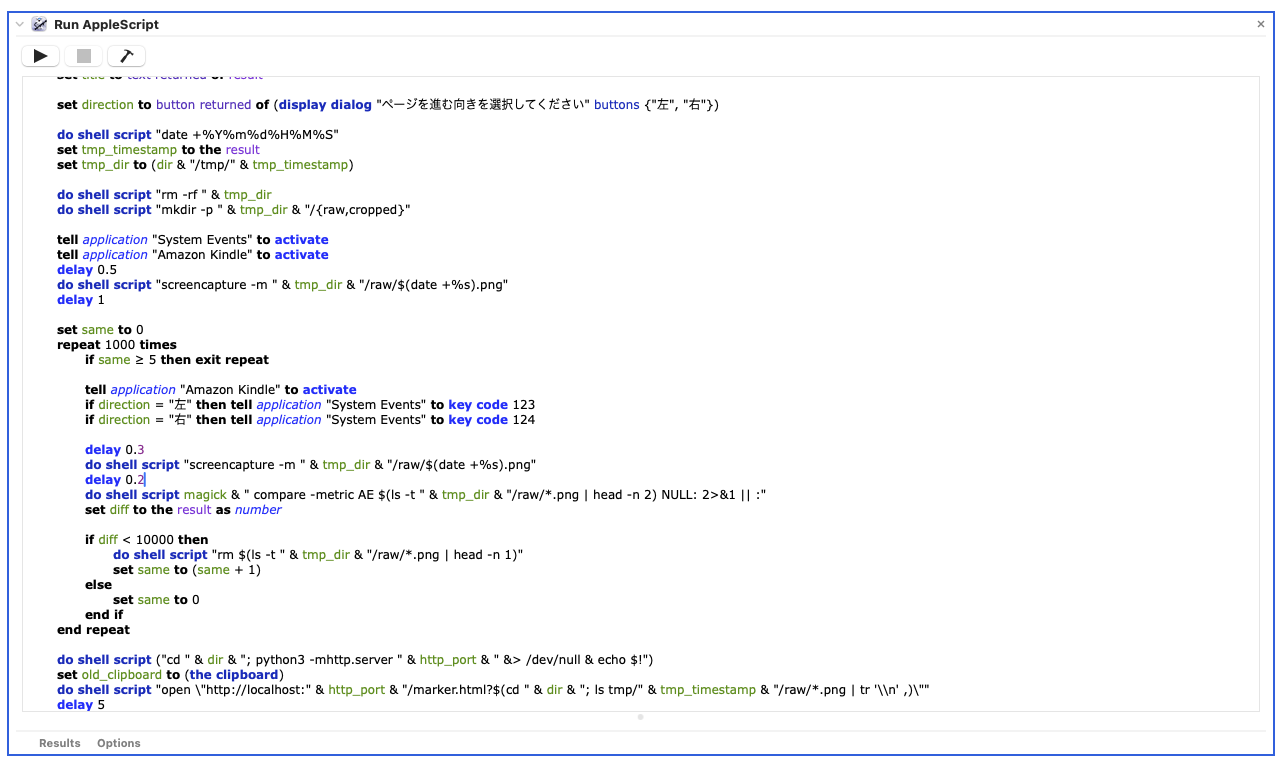 Run AppleScript
set title to text returned of result
set direction to button returned of (display dialog "ページを進む向きを選択してください" buttons {"左", "右"})
do shell script "date +%Y%m%d%H%M%S"
set tmp_timestamp to the result
set tmp_dir to (dir & "/tmp/" & tmp_timestamp)
do shell script "rm -rf " & tmp_dir
do shell script "mkdir -p " & tmp_dir & "/{raw,cropped}"
tell application "System Events" to activate
tell application "Amazon Kindle" to activate
delay 0.5
do shell script "screencapture -m " & tmp_dir & "/raw/$(date +%s).png"
delay 1
set same to 0
repeat 1000 times
if same ≥ 5 then exit repeat
tell application "Amazon Kindle" to activate
if direction = "左" then tell application "System Events" to key code 123
if direction = "右" then tell application "System Events" to key code 124
delay 0.3
do shell script "screencapture -m " & tmp_dir & "/raw/$(date +%s).png"
delay 0.2
do shell script magick & " compare -metric AE $(ls -t " & tmp_dir & "/raw/*.png | head -n 2) NULL: 2>&1 || :"
set diff to the result as number
if diff < 10000 then
do shell script "rm $(ls -t " & tmp_dir & "/raw/*.png | head -n 1)"
set same to (same + 1)
else
set same to 0
end if
end repeat
do shell script ("cd " & dir & "; python3 -mhttp.server " & http_port & " &> /dev/null & echo $!")
set old_clipboard to (the clipboard)
do shell script "open \"http://localhost:" & http_port & "/marker.html?$(cd " & dir & "; ls tmp/" & tmp_timestamp & "/raw/*.png | tr '\\n' ,)\""
delay 5
Results Options